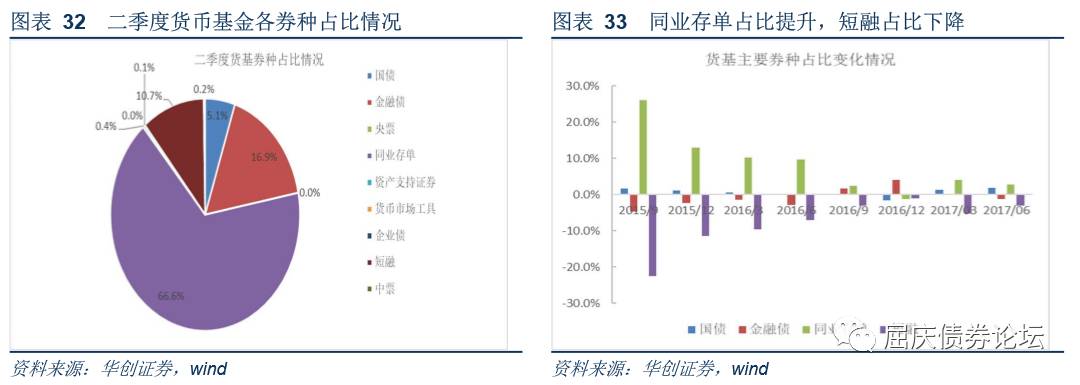 图表 32 二季度货币基金各券种占比情况
二季度货基券种占比情况
0.1%
0.2%
10.7%
0.0%
0.4%
5.1%
16.9%
0.0%
66.6%
国债
金融债
央票
同业存单
资产支持证券
货币市场工具
企业债
短融
中票
资料来源：华创证券，wind
图表 33 同业存单占比提升，短融占比下降
货基主要券种占比变化情况
30.0%
20.0%
10.0%
0.0%
-10.0%
-20.0%
-30.0%
2015/9 2015/12 2016/3 2016/6 2016/9 2016/12 2017/03 2017/06
国债 金融债 同业
屈庆债券论坛
资料来源：华创证券，wind